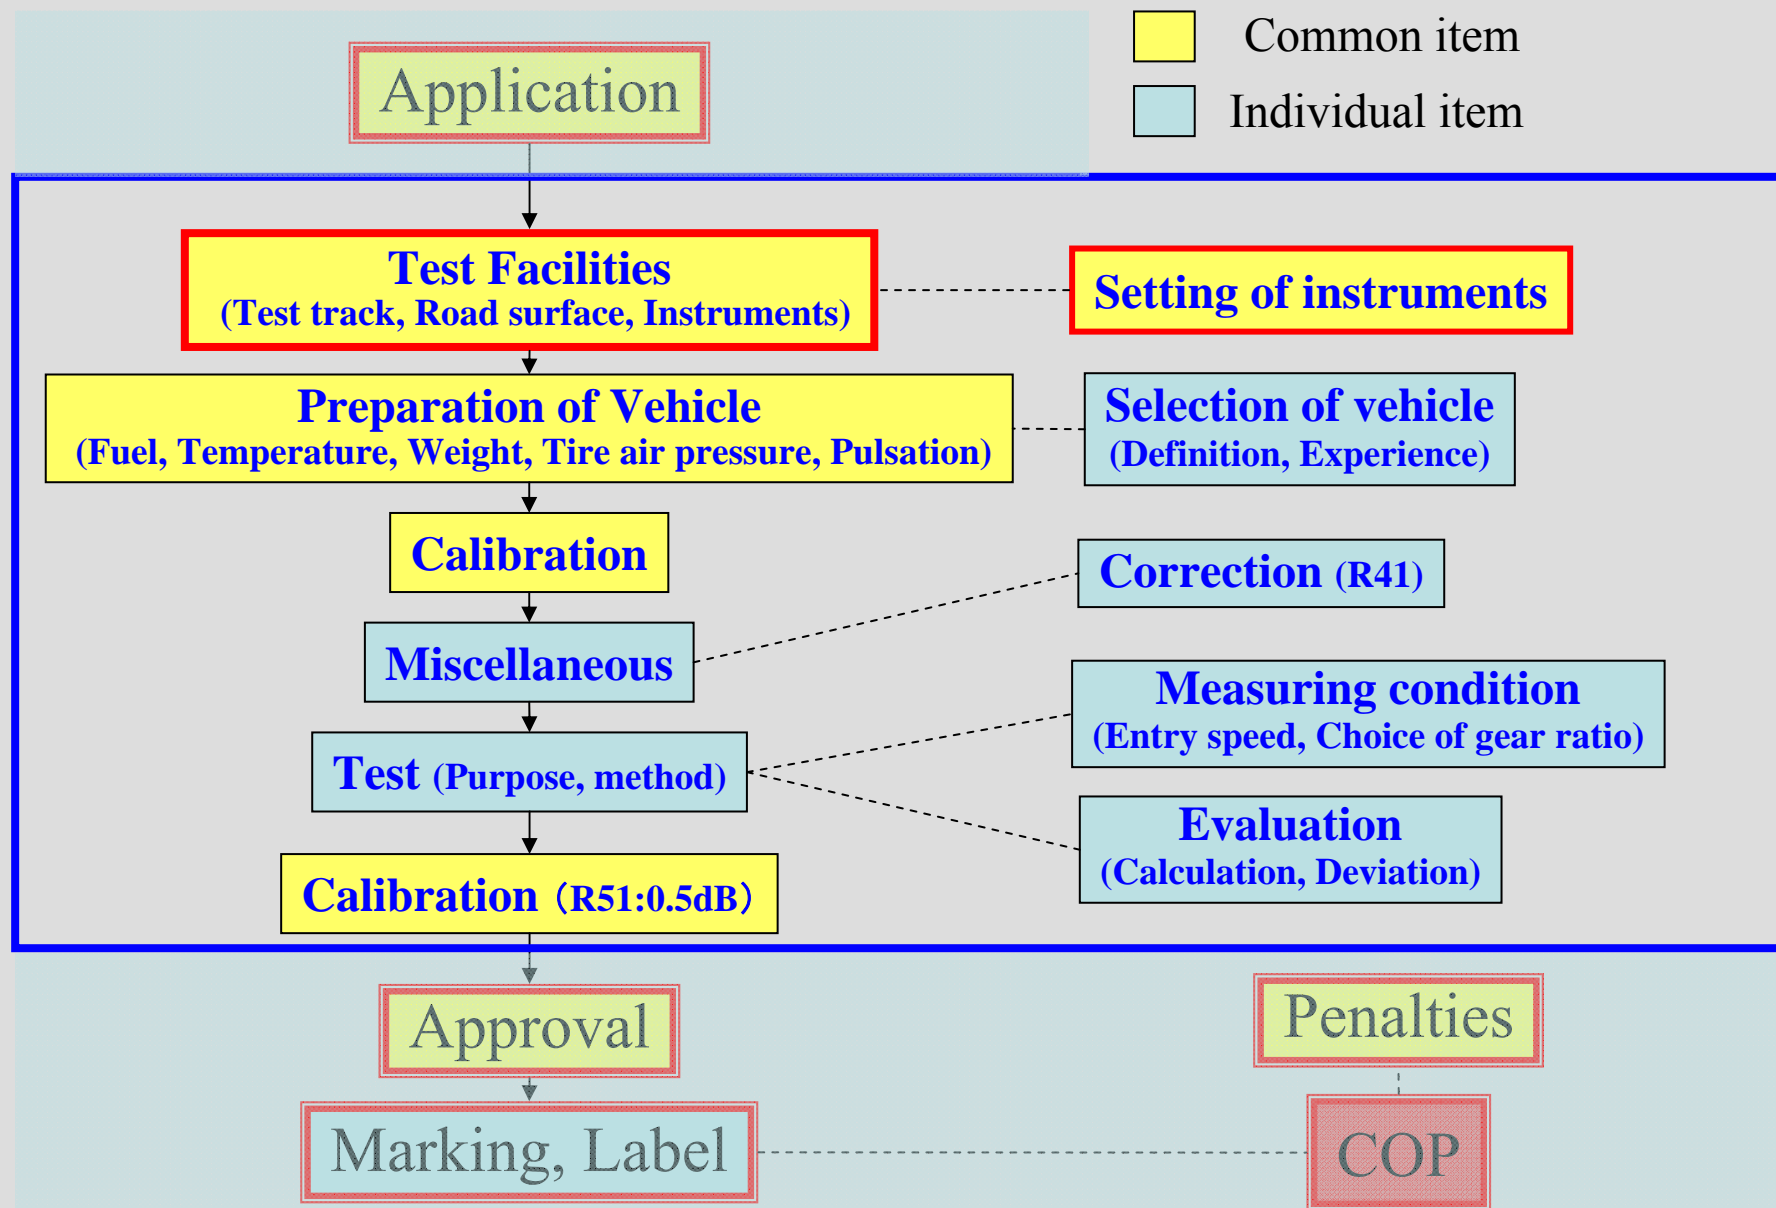 Application
Common item
Individual item
Test Facilities
(Test track, Road surface, Instruments)
Setting of instruments
Preparation of Vehicle
(Fuel, Temperature, Weight, Tire air pressure, Pulsation)
Selection of vehicle
(Definition, Experience)
Calibration
Correction (R41)
Miscellaneous
Measuring condition
(Entry speed, Choice of gear ratio)
Test (Purpose, method)
Evaluation
(Calculation, Deviation)
Calibration（R51:0.5dB）
Approval
Penalties
Marking, Label
COP